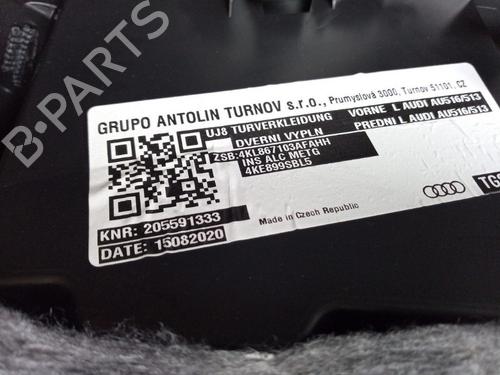 GRUPO ANTOLIN TURNOV s.r.o., Prumyslová 3000, Turnov 51101, CZ
UJ8 TURVERKLEIDUNG VORNE L AUDI AU516/513
DVERNI VYPLN PREDNI L AUDI AU516/513
ZSB:4KL867103AFAHH
INS ALC METG
4KE899SBL5
KNR: 205591333
DATE: 15082020
Made in Czech Republic
B-PARTS